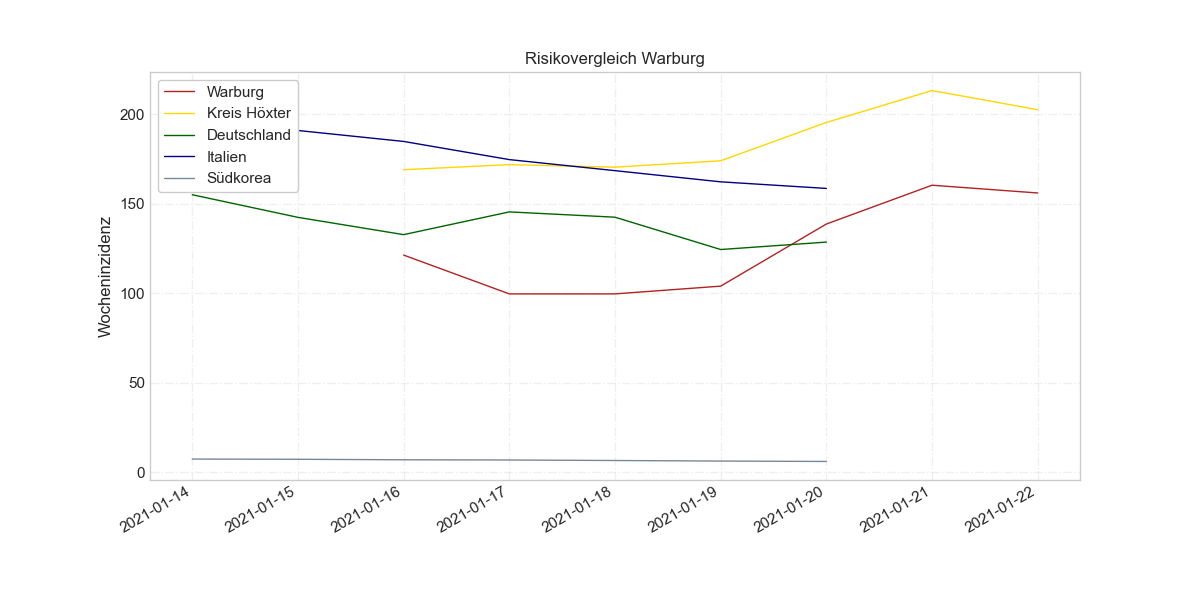 Risikovergleich Warburg
Warburg
Kreis Höxter
Deutschland
Italien
Südkorea
Wocheninzidenz
200
150
100
50
0
2021-01-14
2021-01-15
2021-01-16
2021-01-17
2021-01-18
2021-01-19
2021-01-20
2021-01-21
2021-01-22